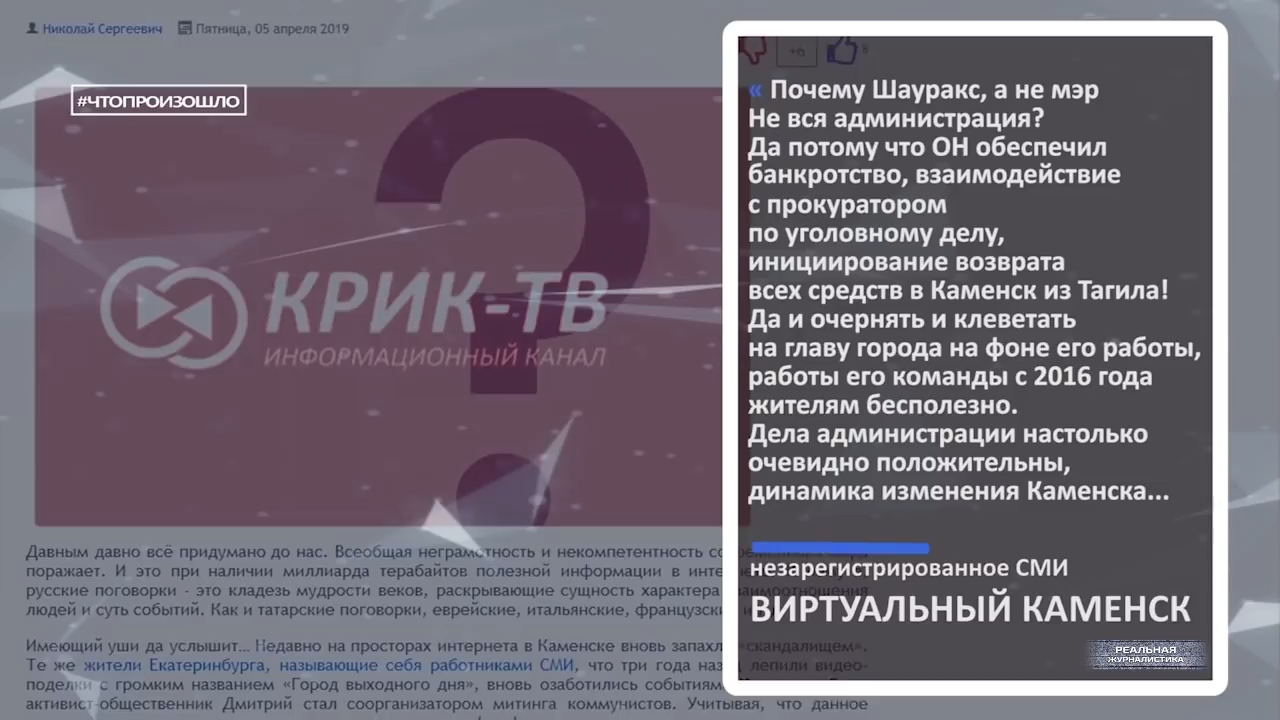 Николай Сергеевич Пятница, 05 апреля 2019
#ЧТОПРОИЗОШЛО
КРИК-ТВ
ИНФОРМАЦИОННЫЙ КАНАЛ
Давным давно всё придумано до нас. Всеобщая неграмотность и некомпетентность
поражает. И это при наличии миллиарда терабайтов полезной информации в
русские поговорки - это кладезь мудрости веков, раскрывающие сущность характера
людей и суть событий. Как и татарские поговорки, еврейские, итальянские,
Имеющий уши да услышит... Недавно на просторах интернета в Каменске вновь «скандалищем».
Те же жители Екатеринбурга, называющие себя работниками СМИ, что три года лепили видео-
поделки с громким названием «Город выходного дня», вновь озаботились
активист-общественник Дмитрий стал соорганизатором митинга коммунистов. Учитывая, что данное
+6
« Почему Шауракс, а не мэр
Не вся администрация?
Да потому что ОН обеспечил
банкротство, взаимодействие
с прокуратором
по уголовному делу,
инициирование возврата
всех средств в Каменск из Тагила!
Да и очернять и клеветать
на главу города на фоне его работы,
работы его команды с 2016 года
жителям бесполезно.
Дела администрации настолько
очевидно положительны,
динамика изменения Каменска...
незарегистрированное СМИ
ВИРТУАЛЬНЫЙ КАМЕНСК
РЕАЛЬНАЯ
ЖУРНАЛИСТИКА